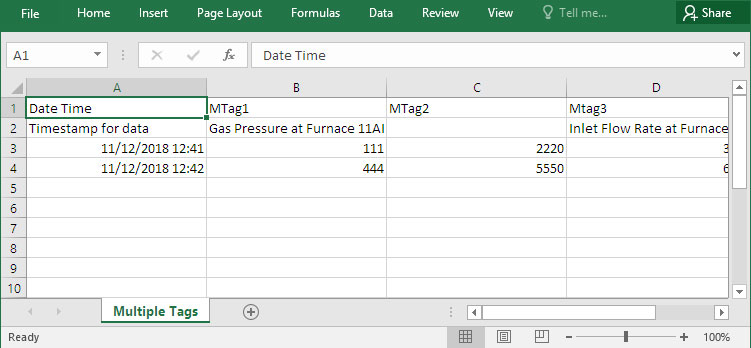 File Home Insert Page Layout Formulas Data Review View Tell me... Share
A1 fx Date Time
A B C D
1 Date Time MTag1 MTag2 Mtag3
2 Timestamp for data Gas Pressure at Furnace 11AI Inlet Flow Rate at Furnace
3 11/12/2018 12:41 111 2220 3
4 11/12/2018 12:42 444 5550 6
5
6
7
8
9
10
Multiple Tags
Ready 100%